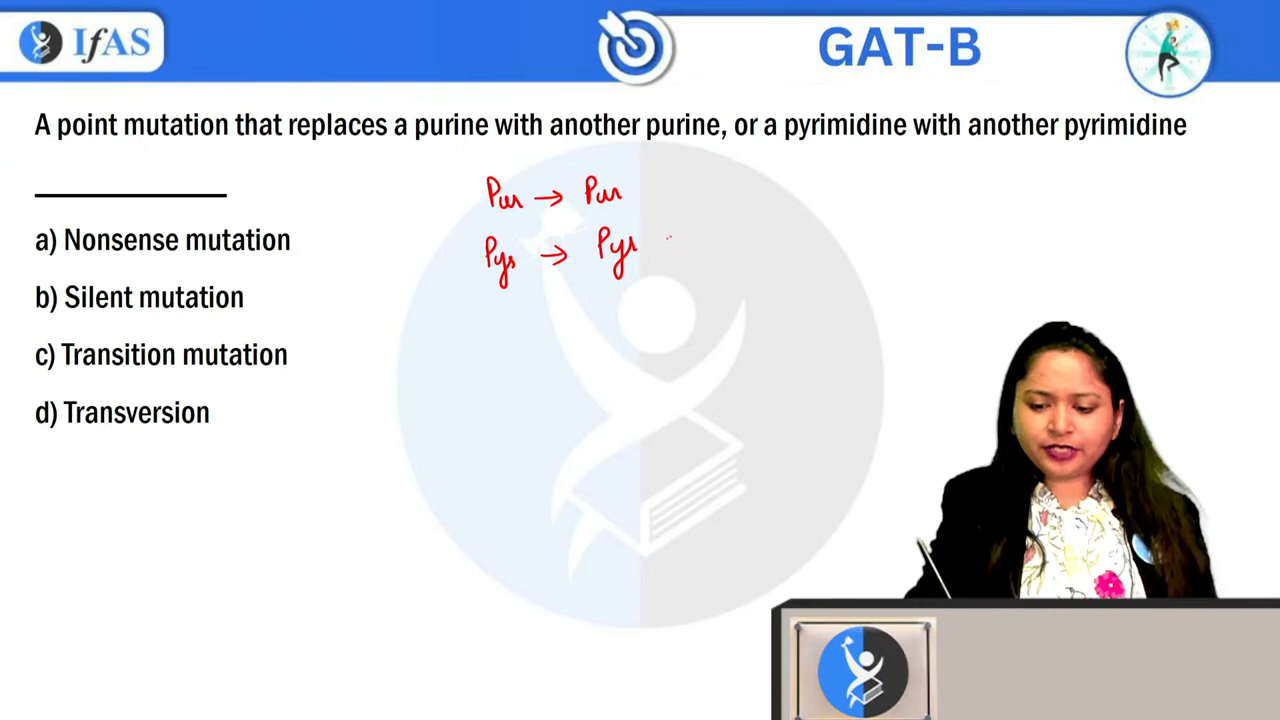 IfAS
GAT-B
A point mutation that replaces a purine with another purine, or a pyrimidine with another pyrimidine
____________
Pur → Pur
Pyr → Pyr
a) Nonsense mutation
b) Silent mutation
c) Transition mutation
d) Transversion